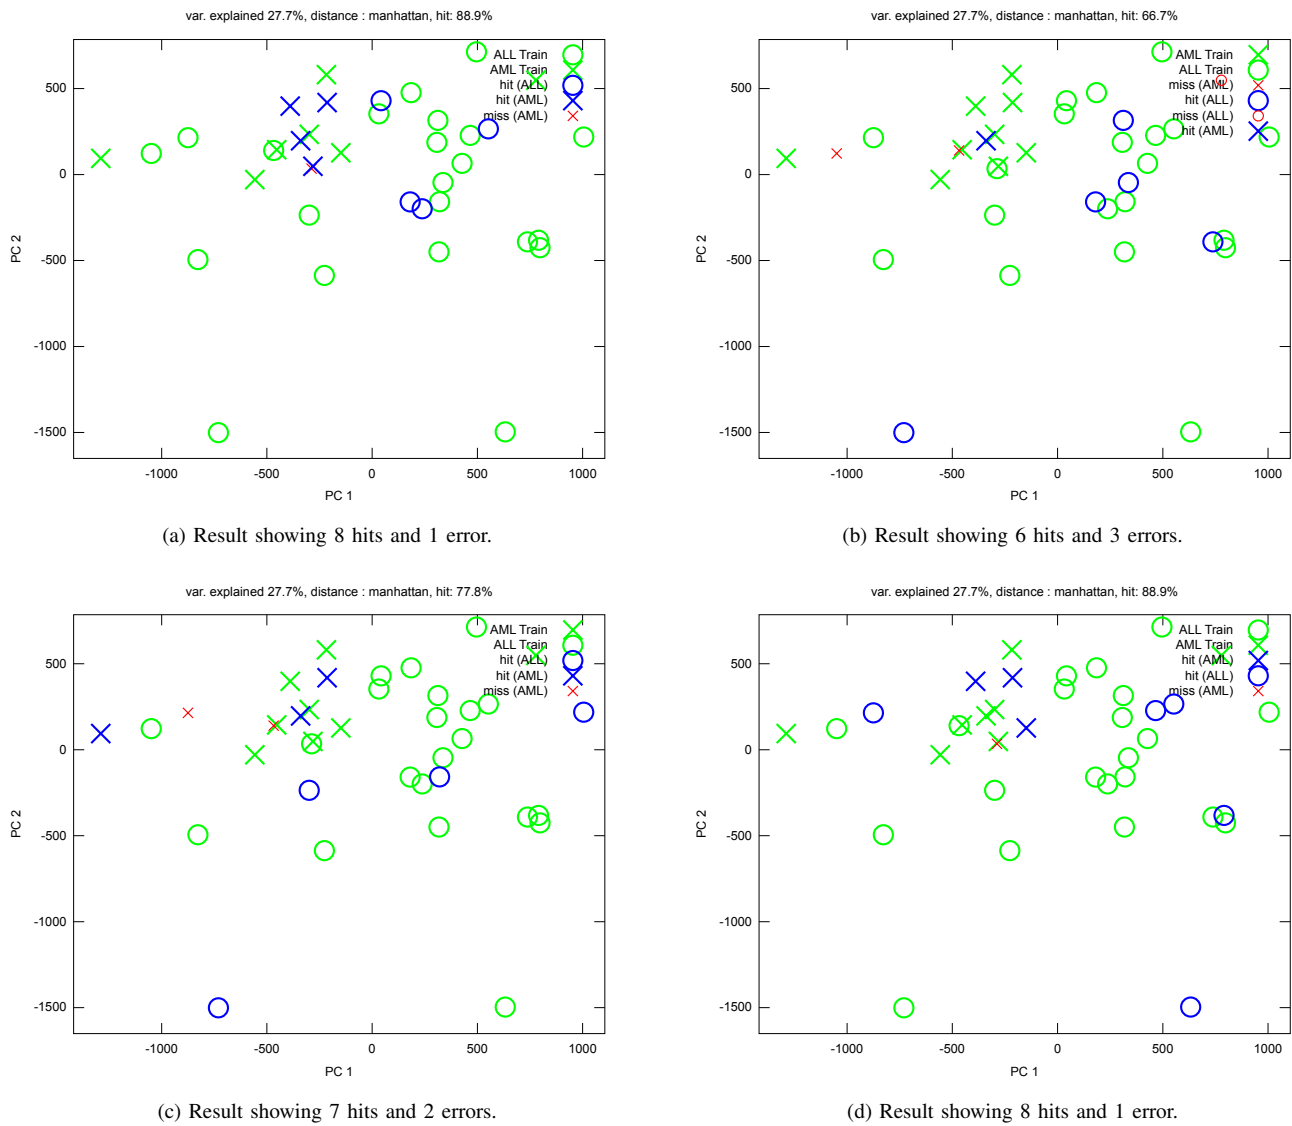 var. explained 27.7%, distance : manhattan, hit: 88.9%
ALL Train
AML Train
hit (ALL)
hit (AML)
miss (AML)
500
0
-500
-1000
-1500
PC 2
-1000 -500 0 500 1000
PC 1
(a) Result showing 8 hits and 1 error.
var. explained 27.7%, distance : manhattan, hit: 66.7%
AML Train
ALL Train
miss (AML)
hit (ALL)
miss (ALL)
hit (AML)
500
0
-500
-1000
-1500
PC 2
-1000 -500 0 500 1000
PC 1
(b) Result showing 6 hits and 3 errors.
var. explained 27.7%, distance : manhattan, hit: 77.8%
AML Train
ALL Train
hit (ALL)
hit (AML)
miss (AML)
500
0
-500
-1000
-1500
PC 2
-1000 -500 0 500 1000
PC 1
(c) Result showing 7 hits and 2 errors.
var. explained 27.7%, distance : manhattan, hit: 88.9%
ALL Train
AML Train
hit (AML)
hit (ALL)
miss (AML)
500
0
-500
-1000
-1500
PC 2
-1000 -500 0 500 1000
PC 1
(d) Result showing 8 hits and 1 error.